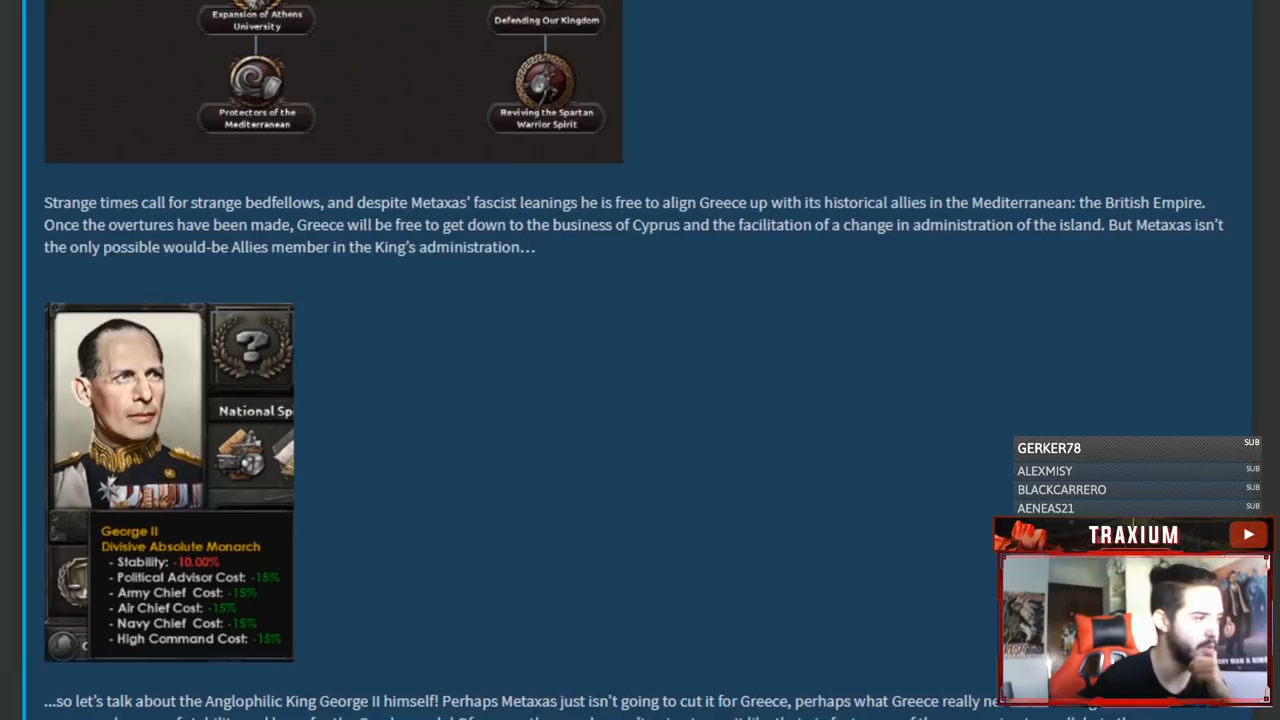 Expansion of Athens
University
Defending Our Kingdom
Protectors of the
Mediterranean
Reviving the Spartan
Warrior Spirit
Strange times call for strange bedfellows, and despite Metaxas’ fascist leanings he is free to align Greece up with its historical allies in the Mediterranean: the British Empire.
Once the overtures have been made, Greece will be free to get down to the business of Cyprus and the facilitation of a change in administration of the island. But Metaxas isn’t
the only possible would-be Allies member in the King’s administration…
National Sp
George II
Divisive Absolute Monarch
- Stability: -10.00%
- Political Advisor Cost: -15%
- Army Chief Cost: -15%
- Air Chief Cost: -15%
- Navy Chief Cost: -15%
- High Command Cost: -15%
GERKER78 SUB
ALEXMISY SUB
BLACKCARRERO SUB
AENEAS21 SUB
TRAXIUM
...so let’s talk about the Anglophilic King George II himself! Perhaps Metaxas just isn’t going to cut it for Greece, perhaps what Greece really